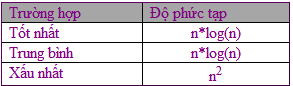 Trường hợp Độ phức tạp
Tốt nhất n*log(n)
Trung bình n*log(n)
Xấu nhất n²